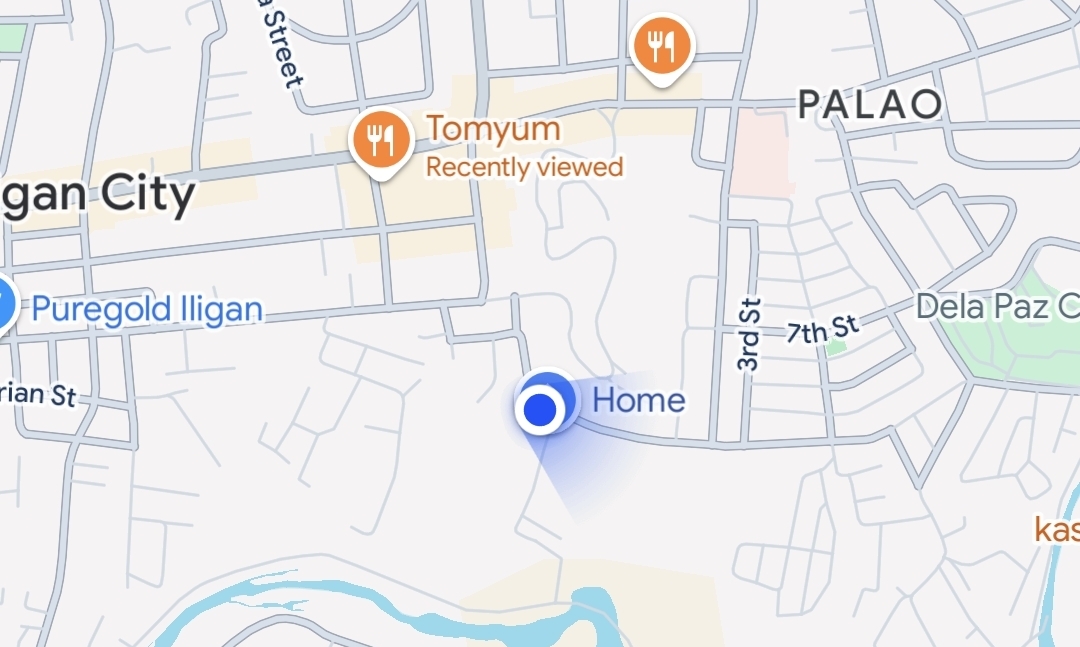 a Street
PALAO
Tomyum
Recently viewed
gan City
Puregold Iligan
3rd St
7th St
Dela Paz C
rian St
Home
kas